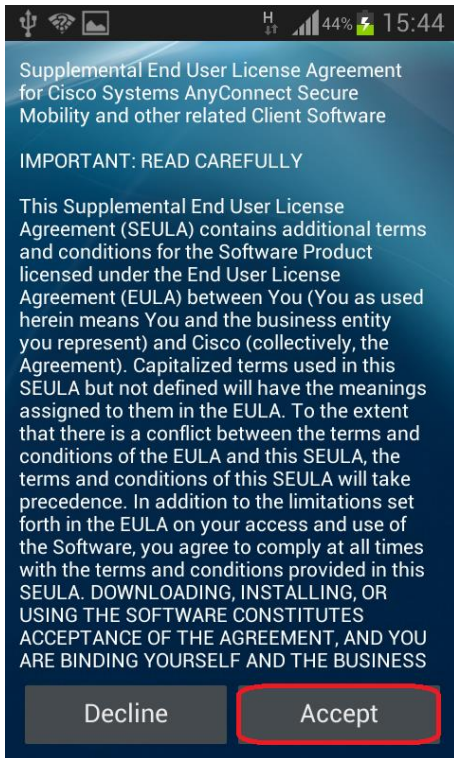 H 44% 15:44
Supplemental End User License Agreement
for Cisco Systems AnyConnect Secure
Mobility and other related Client Software
IMPORTANT: READ CAREFULLY
This Supplemental End User License
Agreement (SEULA) contains additional terms
and conditions for the Software Product
licensed under the End User License
Agreement (EULA) between You (You as used
herein means You and the business entity
you represent) and Cisco (collectively, the
Agreement). Capitalized terms used in this
SEULA but not defined will have the meanings
assigned to them in the EULA. To the extent
that there is a conflict between the terms and
conditions of the EULA and this SEULA, the
terms and conditions of this SEULA will take
precedence. In addition to the limitations set
forth in the EULA on your access and use of
the Software, you agree to comply at all times
with the terms and conditions provided in this
SEULA. DOWNLOADING, INSTALLING, OR
USING THE SOFTWARE CONSTITUTES
ACCEPTANCE OF THE AGREEMENT, AND YOU
ARE BINDING YOURSELF AND THE BUSINESS
Decline Accept